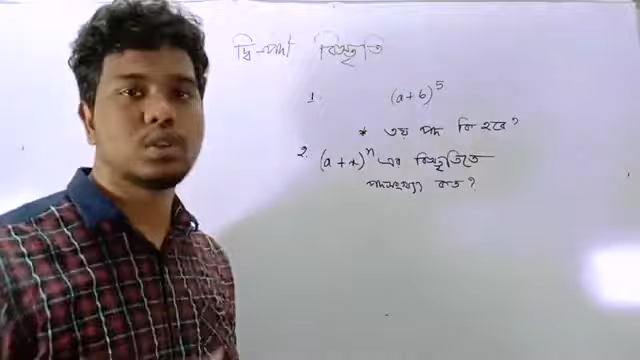 দ্বি-পদী বিস্তৃতি
1. (a+b)^5
* ৩য় পদ কি হবে?
2. (a+x)^n এর বিস্তৃতিতে
পদসংখ্যা কত?